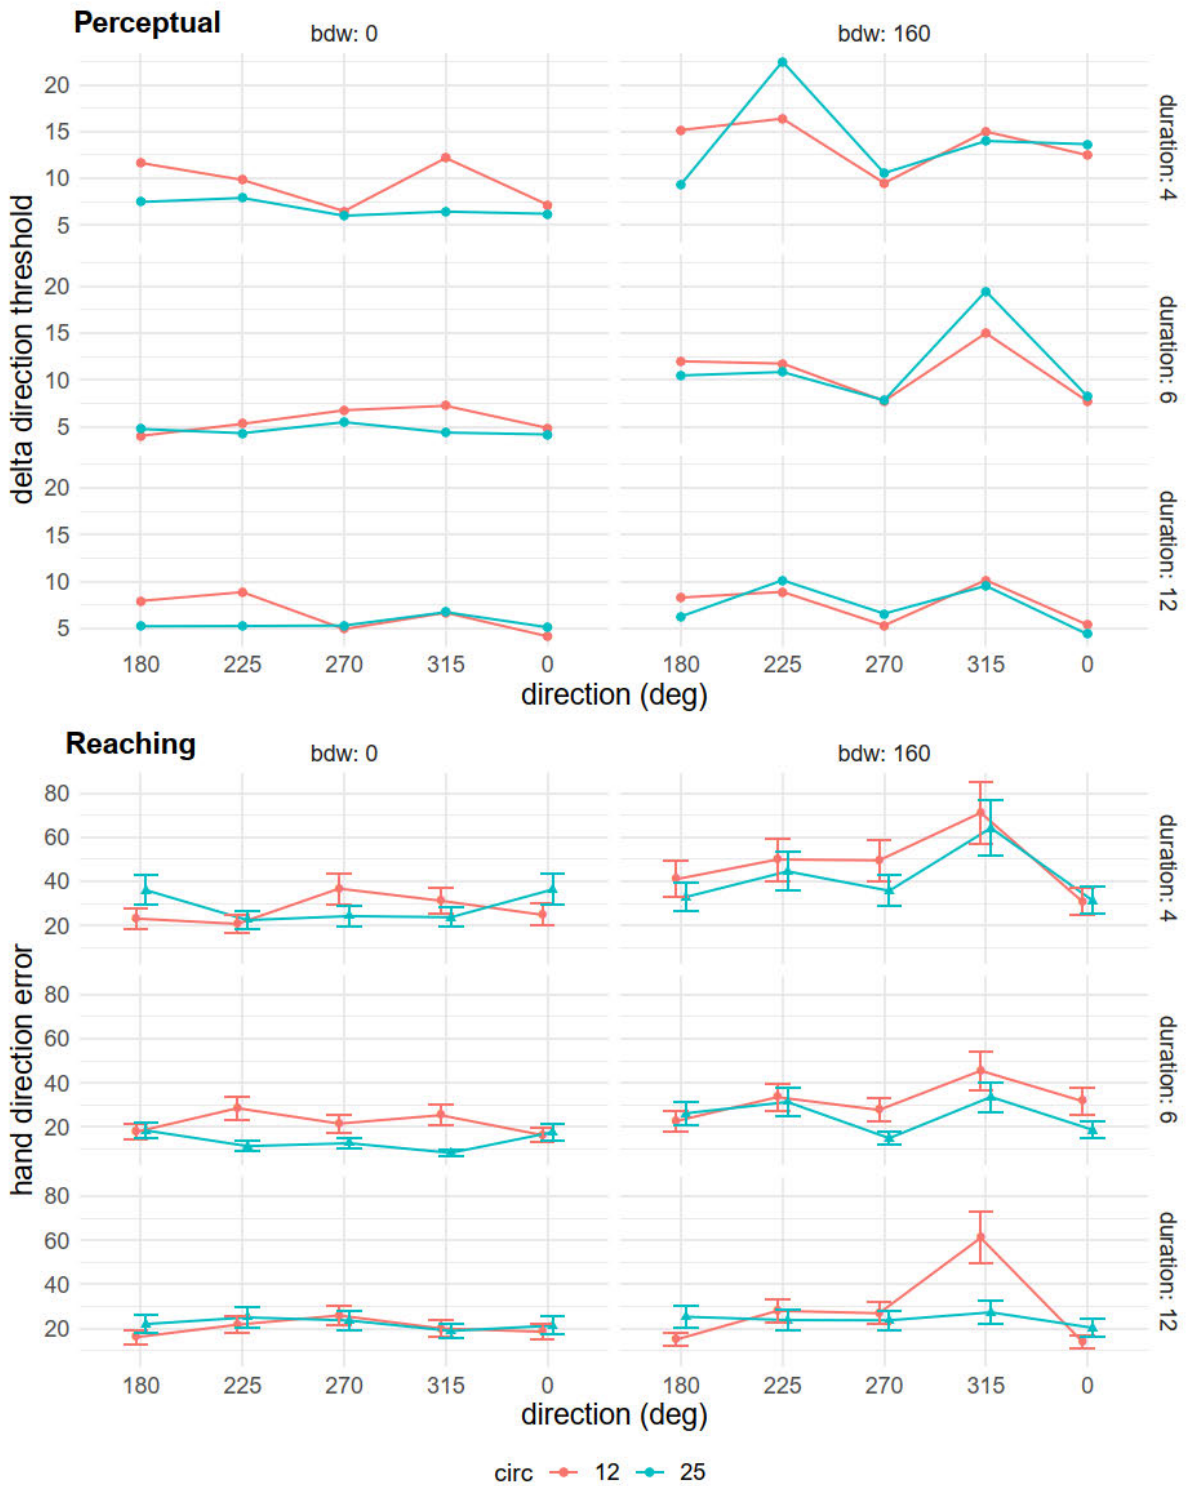 Perceptual
bdw: 0
bdw: 160
delta direction threshold
20
15
10
5
duration: 4
20
15
10
5
duration: 6
20
15
10
5
duration: 12
180 225 270 315 0
180 225 270 315 0
direction (deg)
Reaching
bdw: 0
bdw: 160
hand direction error
80
60
40
20
duration: 4
80
60
40
20
duration: 6
80
60
40
20
duration: 12
180 225 270 315 0
180 225 270 315 0
direction (deg)
circ 12 25